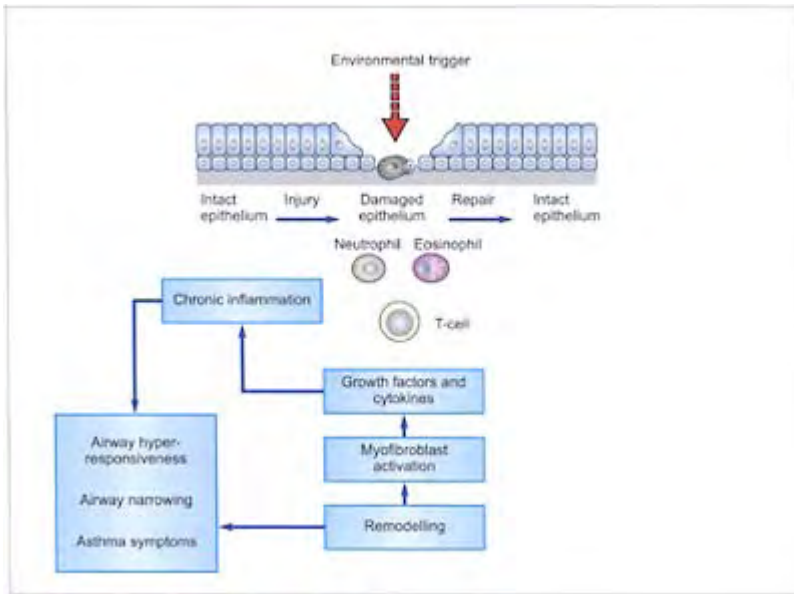 Environmental trigger
Intact
epithelium
Injury
Damaged
epithelium
Repair
Intact
epithelium
Neutrophil
Eosinophil
T-cell
Chronic inflammation
Growth factors and
cytokines
Myofibroblast
activation
Remodelling
Airway hyper-
responsiveness
Airway narrowing
Asthma symptoms